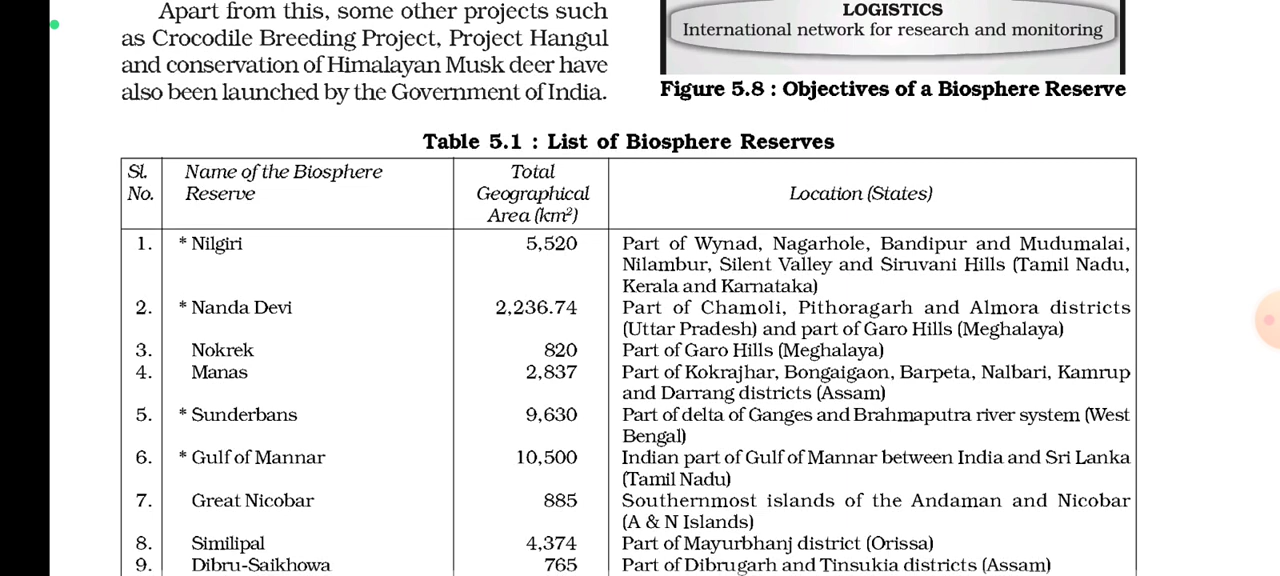 Apart from this, some other projects such
as Crocodile Breeding Project, Project Hangul
and conservation of Himalayan Musk deer have
also been launched by the Government of India.
LOGISTICS
International network for research and monitoring
Figure 5.8 : Objectives of a Biosphere Reserve
Table 5.1 : List of Biosphere Reserves
Sl. No. Name of the Biosphere Reserve Total Geographical Area (km²) Location (States)
1. * Nilgiri 5,520 Part of Wynad, Nagarhole, Bandipur and Mudumalai,
Nilambur, Silent Valley and Siruvani Hills (Tamil Nadu,
Kerala and Karnataka)
2. * Nanda Devi 2,236.74 Part of Chamoli, Pithoragarh and Almora districts
(Uttar Pradesh) and part of Garo Hills (Meghalaya)
3. Nokrek 820 Part of Garo Hills (Meghalaya)
4. Manas 2,837 Part of Kokrajhar, Bongaigaon, Barpeta, Nalbari, Kamrup
and Darrang districts (Assam)
5. * Sunderbans 9,630 Part of delta of Ganges and Brahmaputra river system (West
Bengal)
6. * Gulf of Mannar 10,500 Indian part of Gulf of Mannar between India and Sri Lanka
(Tamil Nadu)
7. Great Nicobar 885 Southernmost islands of the Andaman and Nicobar
(A & N Islands)
8. Similipal 4,374 Part of Mayurbhanj district (Orissa)
9. Dibru-Saikhowa 765 Part of Dibrugarh and Tinsukia districts (Assam)